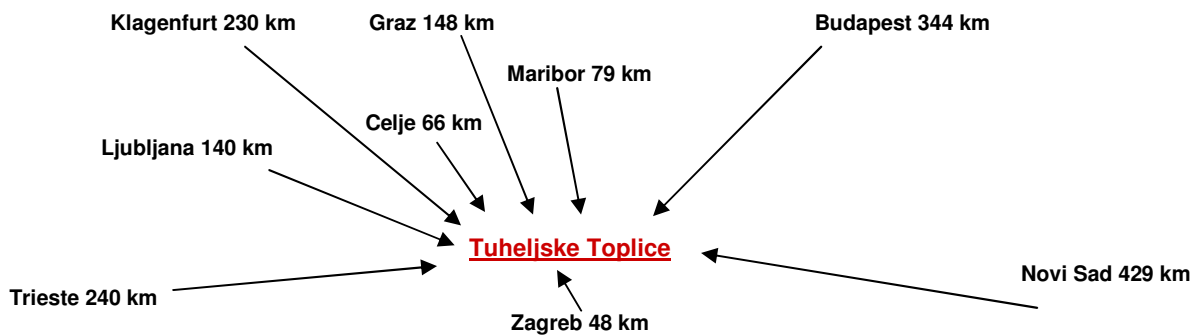 Klagenfurt 230 km
Graz 148 km
Budapest 344 km
Maribor 79 km
Celje 66 km
Ljubljana 140 km
Tuheljske Toplice
Novi Sad 429 km
Trieste 240 km
Zagreb 48 km